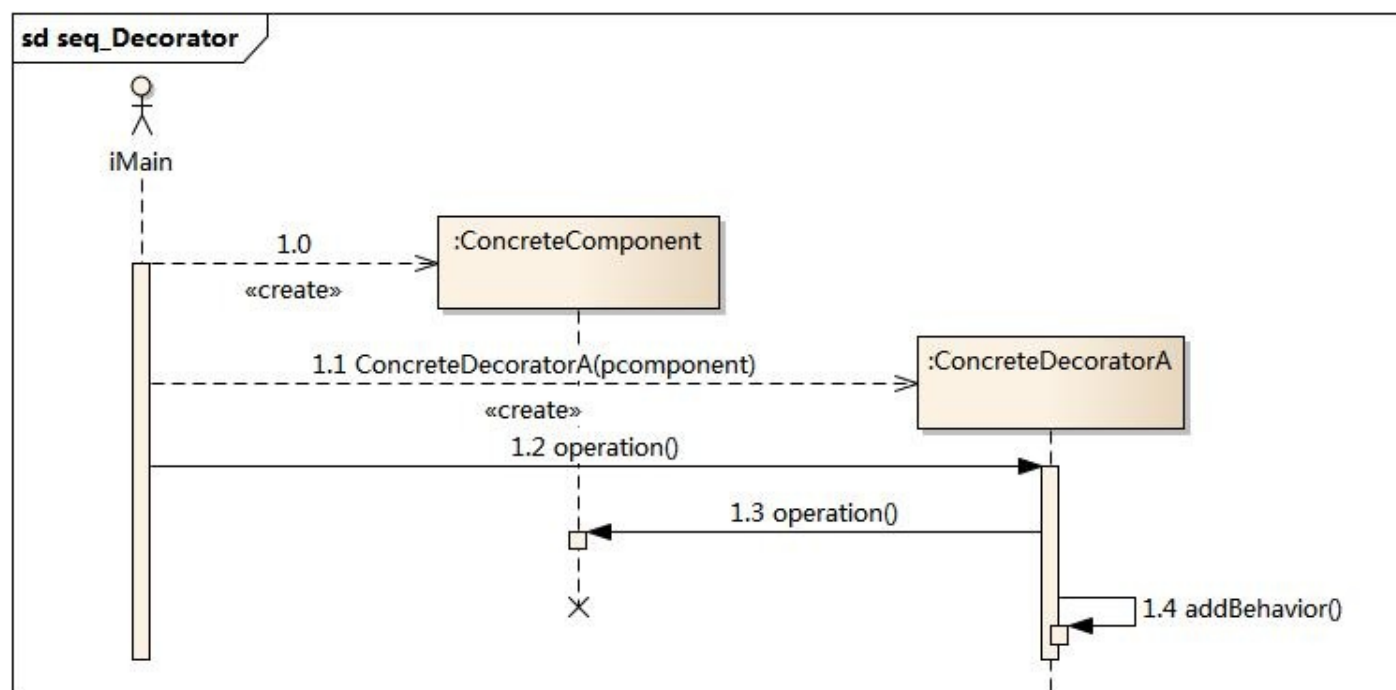 sd seq_Decorator
iMain
1.0
:ConcreteComponent
«create»
1.1 ConcreteDecoratorA(pcomponent)
:ConcreteDecoratorA
«create»
1.2 operation()
1.3 operation()
1.4 addBehavior()